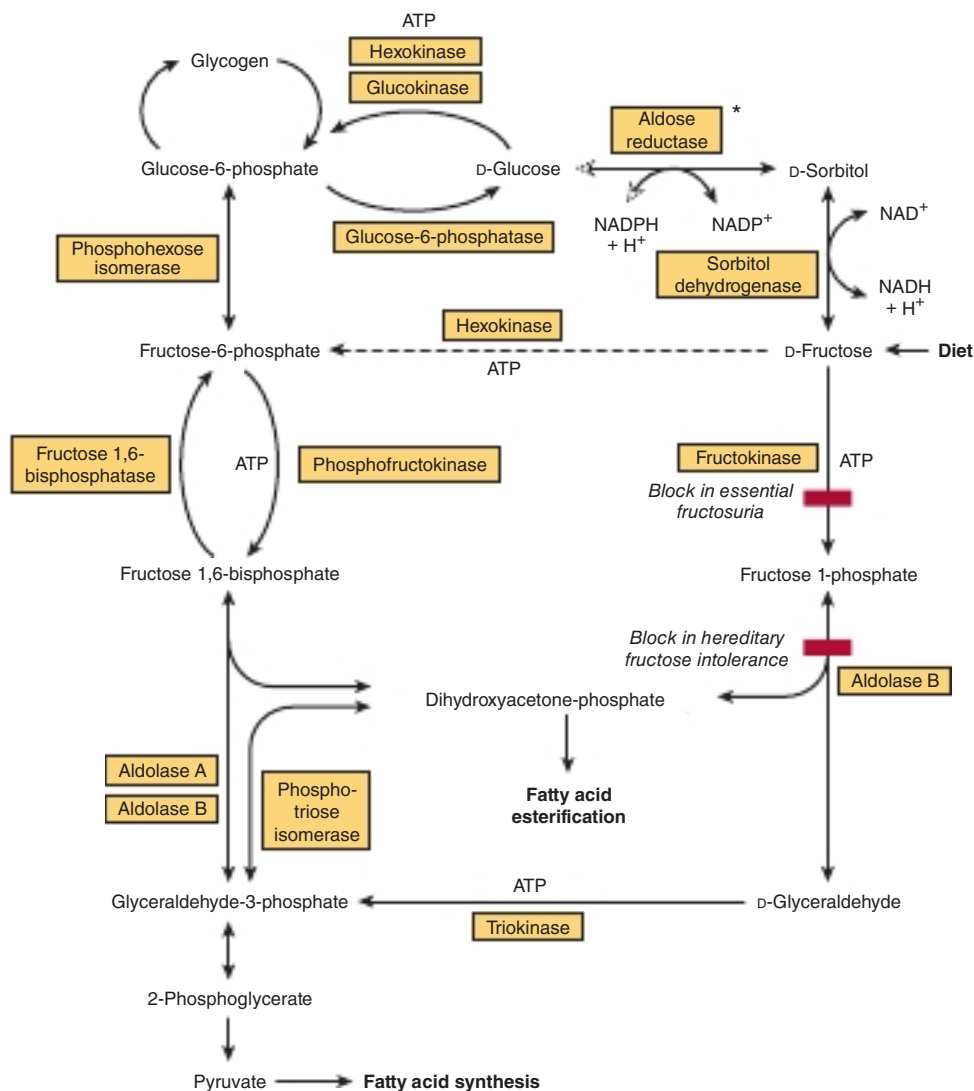 ATP
Hexokinase
Glycogen
Glucokinase
Aldose
reductase
*
Glucose-6-phosphate
D-Glucose
D-Sorbitol
NADPH
+ H+
NADP+
NAD+
Glucose-6-phosphatase
Phosphohexose
isomerase
Sorbitol
dehydrogenase
NADH
+ H+
Hexokinase
Fructose-6-phosphate
ATP
D-Fructose
Diet
Fructose 1,6-
bisphosphatase
ATP
Phosphofructokinase
Fructokinase
ATP
Block in essential
fructosuria
Fructose 1,6-bisphosphate
Fructose 1-phosphate
Block in hereditary
fructose intolerance
Aldolase B
Dihydroxyacetone-phosphate
Aldolase A
Aldolase B
Phospho-
triose
isomerase
Fatty acid
esterification
Glyceraldehyde-3-phosphate
ATP
Triokinase
D-Glyceraldehyde
2-Phosphoglycerate
Pyruvate
Fatty acid synthesis